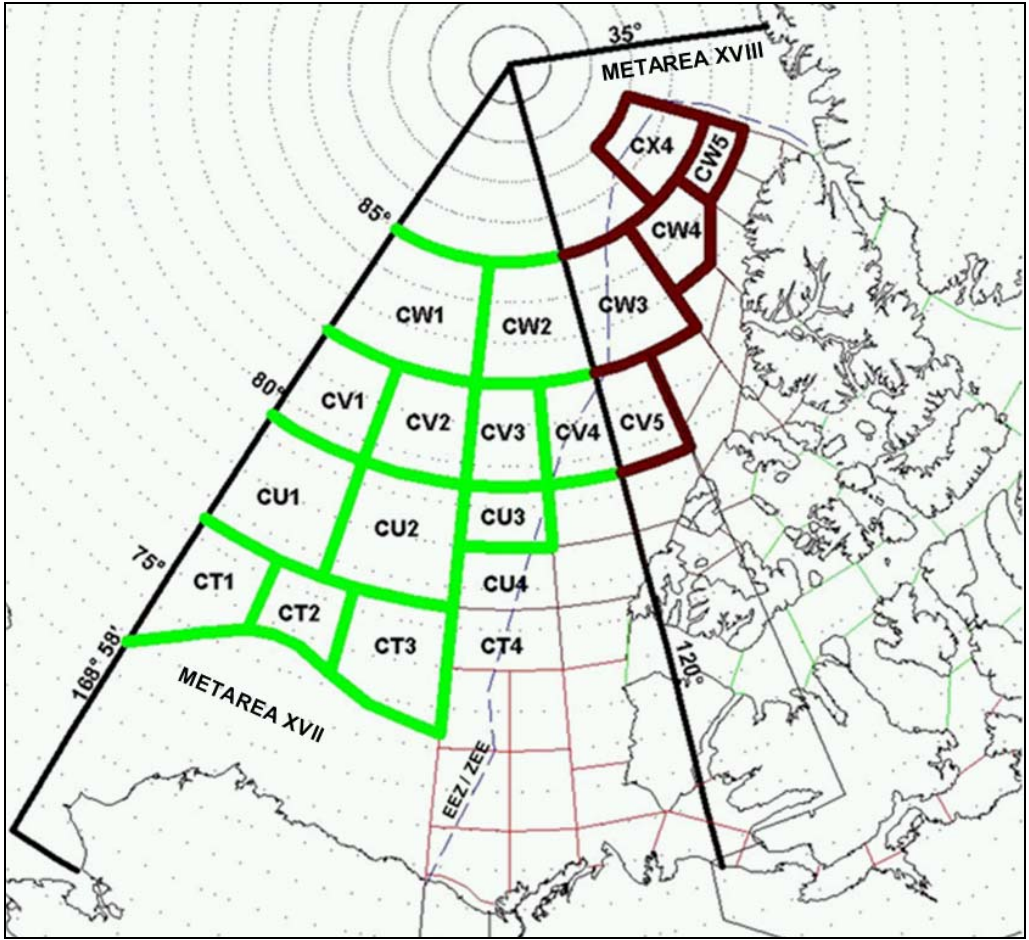 35°
METAREA XVIII
CX4
CW5
85°
CW4
CW1
CW2
CW3
80°
CV1
CV2
CV3
CV4
CV5
CU1
CU2
CU3
75°
CT1
CT2
CU4
CT3
CT4
168° 58'
120°
METAREA XVII
EEZ / ZEE